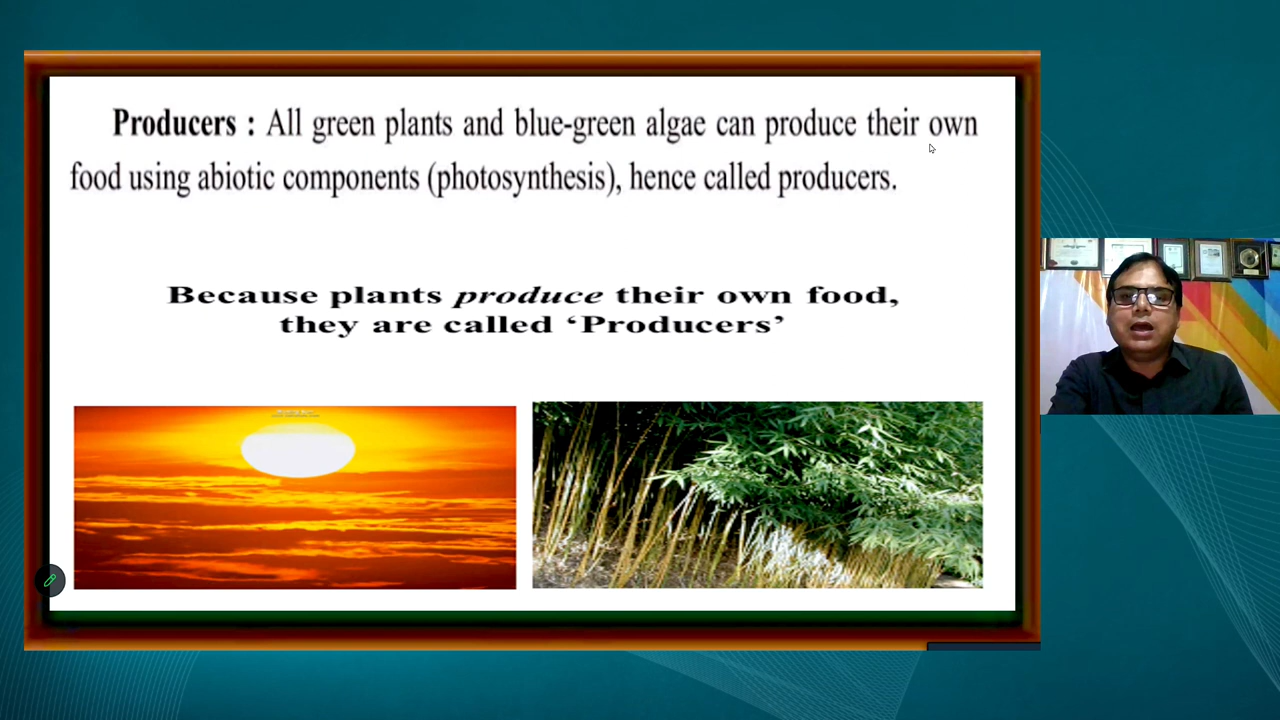 Producers : All green plants and blue-green algae can produce their own
food using abiotic components (photosynthesis), hence called producers.
Because plants produce their own food,
they are called ‘Producers’